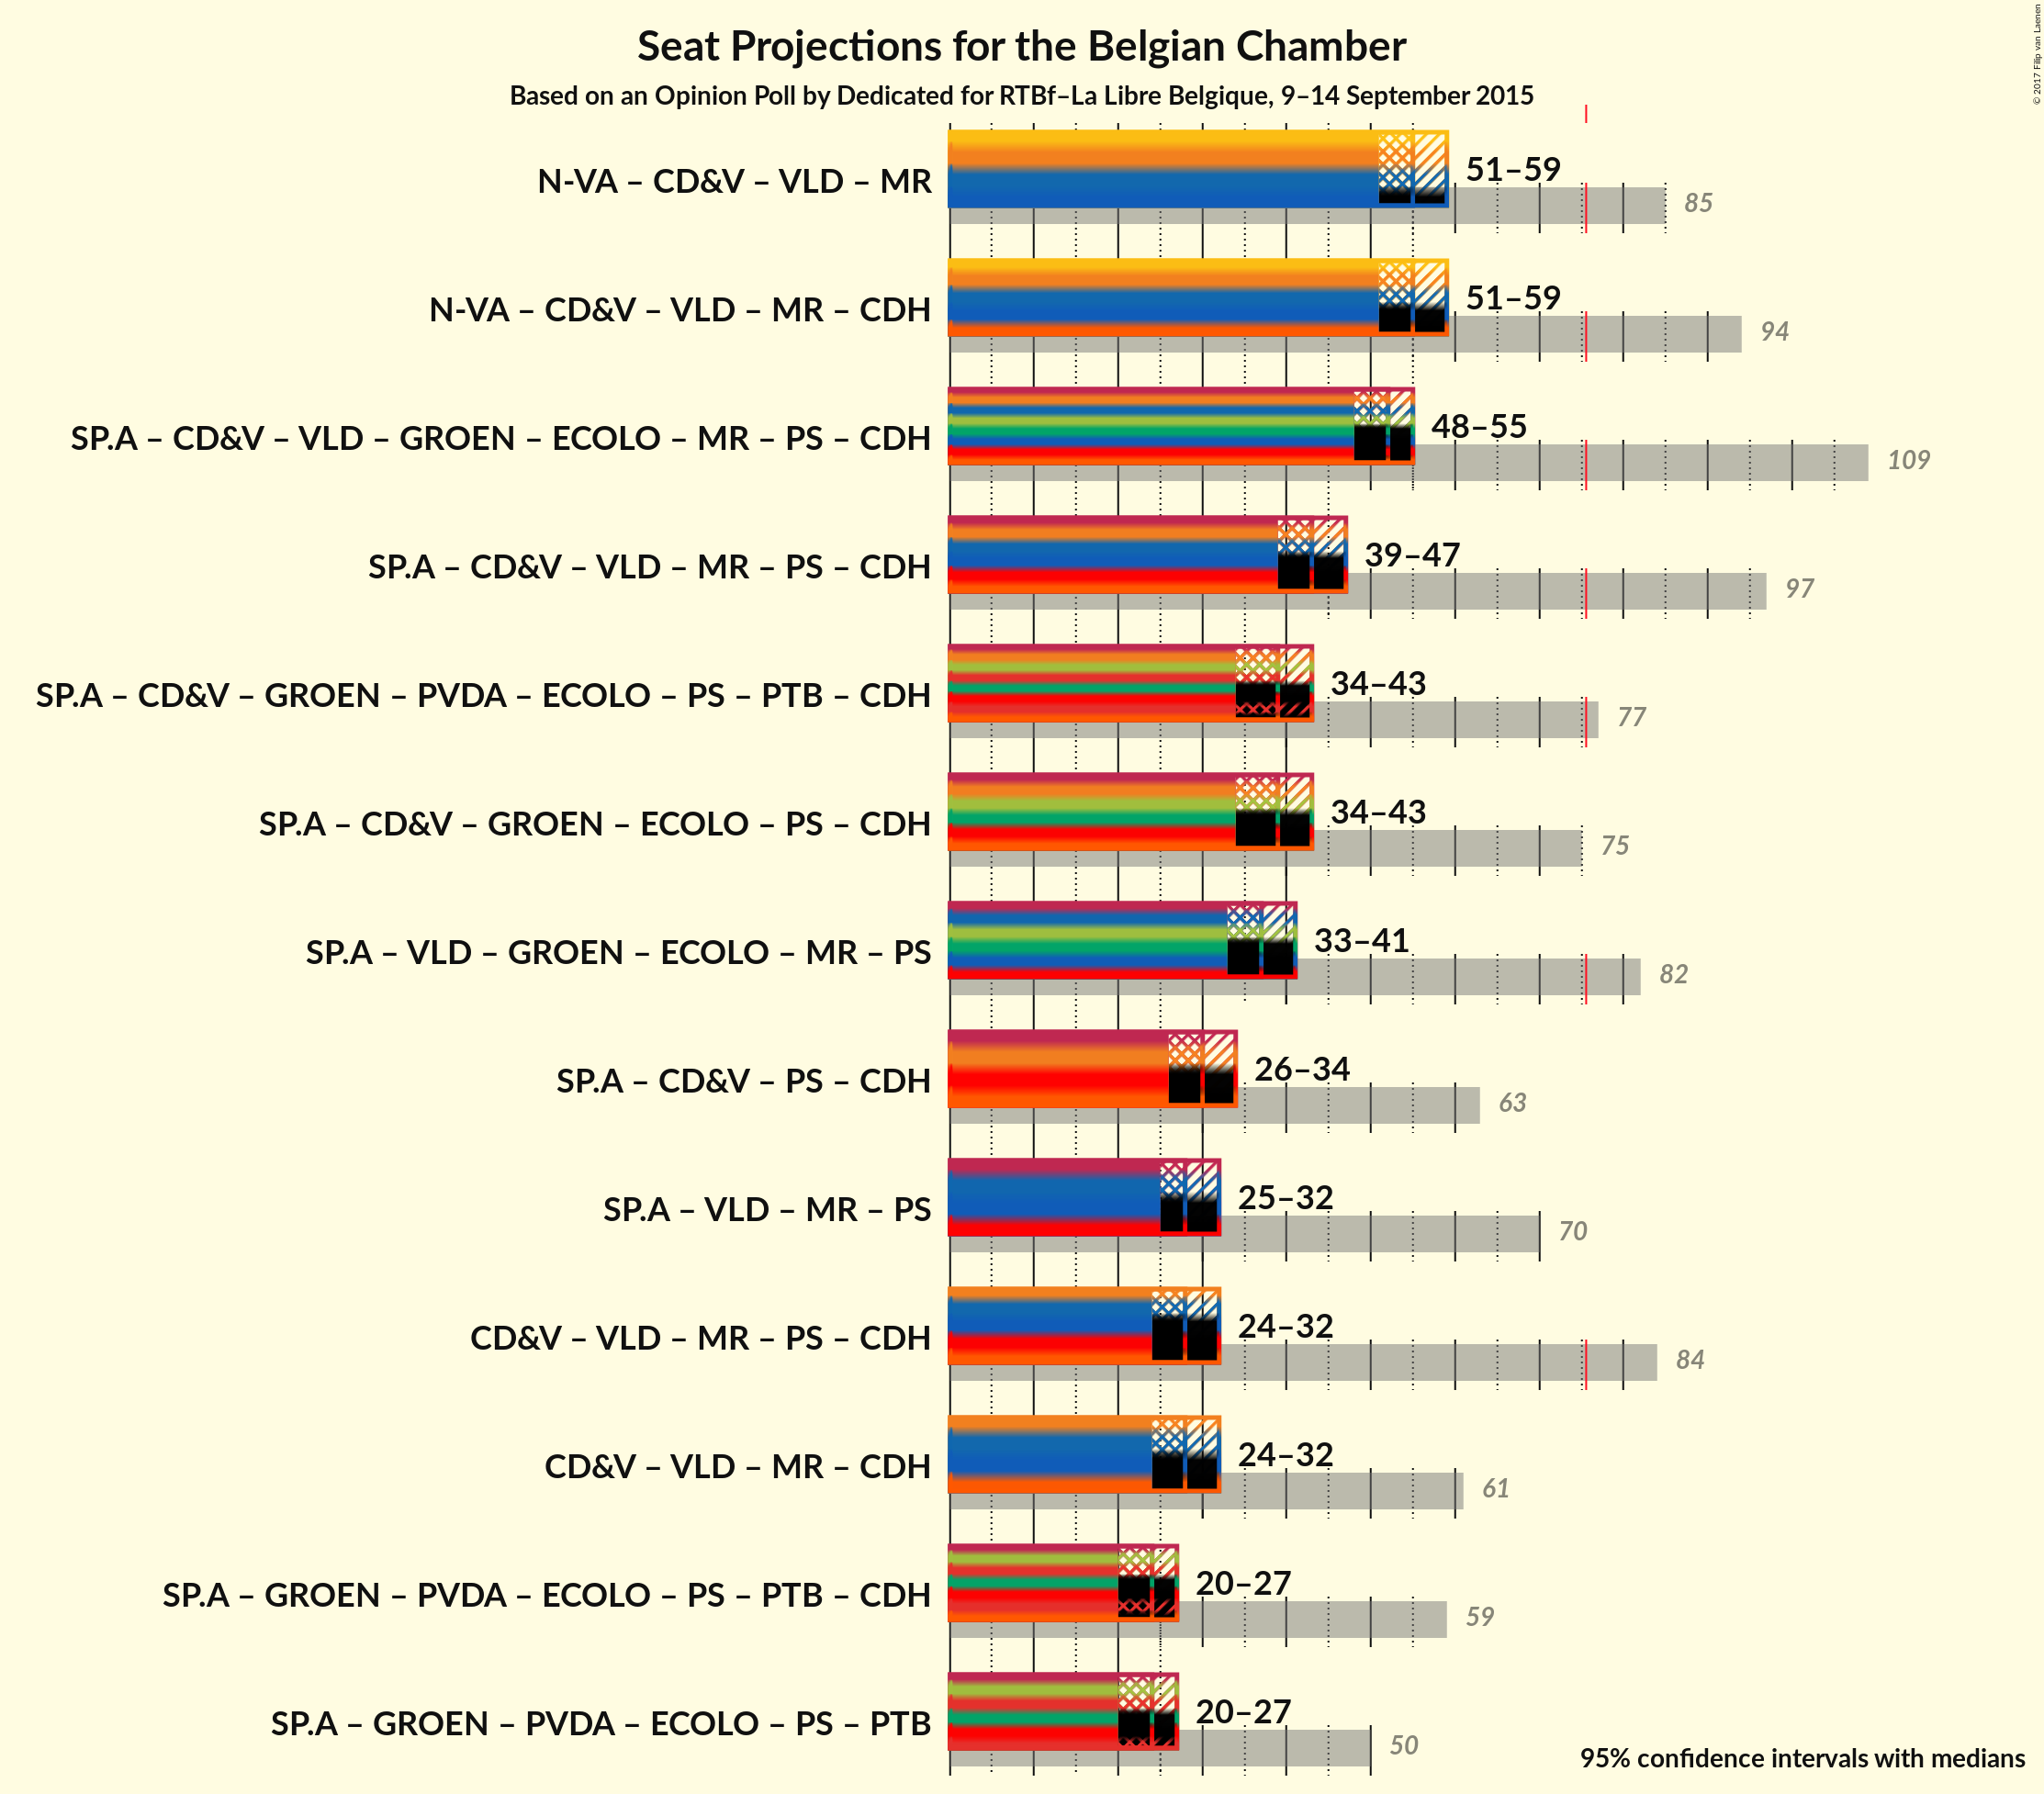 Seat Projections for the Belgian Chamber
Based on an Opinion Poll by Dedicated for RTBf–La Libre Belgique, 9–14 September 2015
© 2017 Filip van Laenen
N-VA – CD&V – VLD – MR
51–59
85
N-VA – CD&V – VLD – MR – CDH
51–59
94
SP.A – CD&V – VLD – GROEN – ECOLO – MR – PS – CDH
48–55
109
SP.A – CD&V – VLD – MR – PS – CDH
39–47
97
SP.A – CD&V – GROEN – PVDA – ECOLO – PS – PTB – CDH
34–43
77
SP.A – CD&V – GROEN – ECOLO – PS – CDH
34–43
75
SP.A – VLD – GROEN – ECOLO – MR – PS
33–41
82
SP.A – CD&V – PS – CDH
26–34
63
SP.A – VLD – MR – PS
25–32
70
CD&V – VLD – MR – PS – CDH
24–32
84
CD&V – VLD – MR – CDH
24–32
61
SP.A – GROEN – PVDA – ECOLO – PS – PTB – CDH
20–27
59
SP.A – GROEN – PVDA – ECOLO – PS – PTB
20–27
50
95% confidence intervals with medians